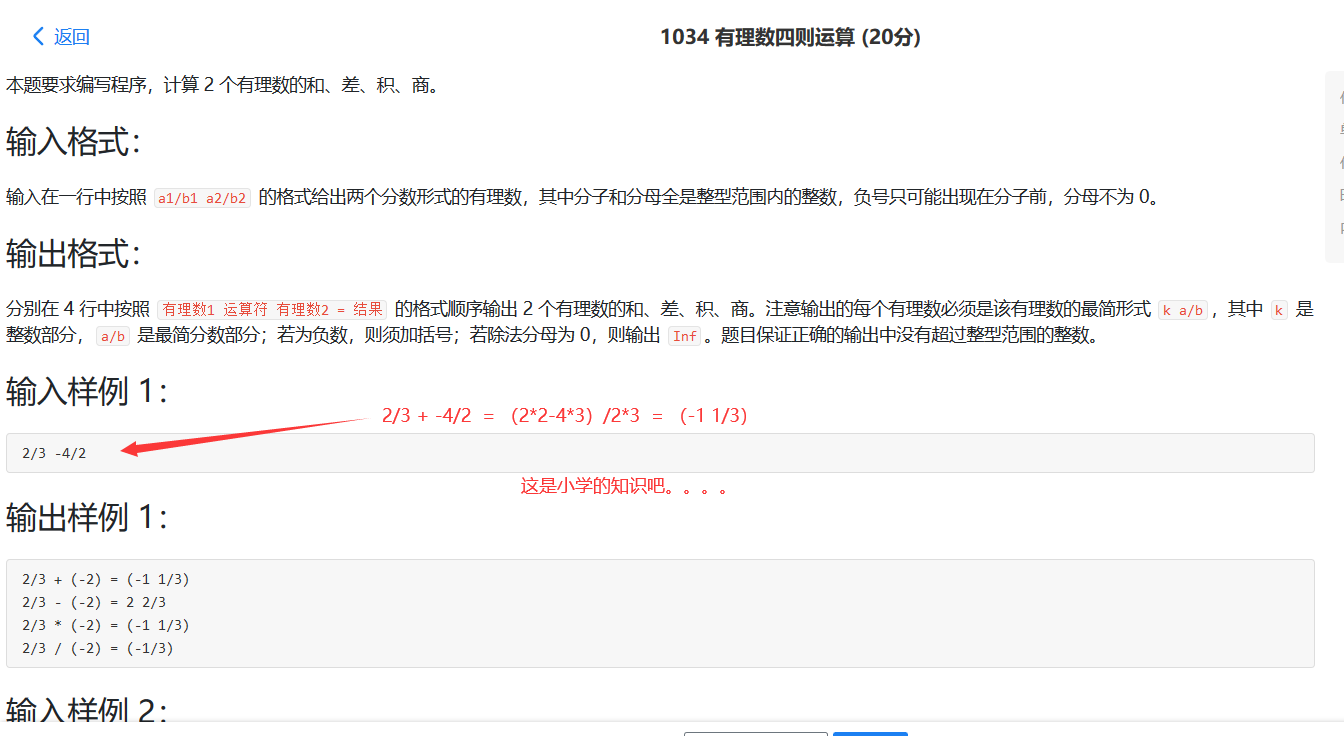 返回
1034 有理数四则运算 (20分)
本题要求编写程序，计算 2 个有理数的和、差、积、商。
输入格式：
输入在一行中按照 a1/b1 a2/b2 的格式给出两个分数形式的有理数，其中分子和分母全是整型范围内的整数，负号只可能出现在分子前，分母不为 0。
输出格式：
分别在 4 行中按照 有理数1 运算符 有理数2 = 结果 的格式顺序输出 2 个有理数的和、差、积、商。注意输出的每个有理数必须是该有理数的最简形式 k a/b，其中 k 是
整数部分，a/b 是最简分数部分；若为负数，则须加括号；若除法分母为 0，则输出 Inf。题目保证正确的输出中没有超过整型范围的整数。
输入样例 1：
2/3 + -4/2 = （2*2-4*3）/2*3 = （-1 1/3）
2/3 -4/2
这是小学的知识吧。。。。
输出样例 1：
2/3 + (-2) = (-1 1/3)
2/3 - (-2) = 2 2/3
2/3 * (-2) = (-1 1/3)
2/3 / (-2) = (-1/3)
输入样例 2：